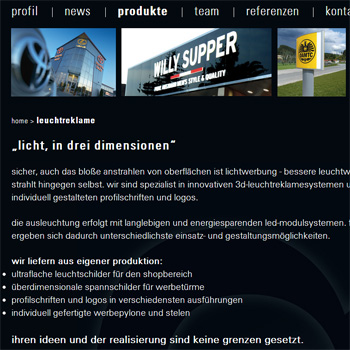 profil | news | produkte | team | referenzen |
WILLY SUPPER
ÖAMTC
home > leuchtreklame
„licht, in drei dimensionen“
sicher, auch das bloße anstrahlen von oberflächen ist lichtwerbung - bessere
strahlt hingegen selbst. wir sind spezialist in innovativen 3d-leuchtreklamesystemen
individuell gestalteten profilschriften und logos.
die ausleuchtung erfolgt mit langlebigen und energiesparenden led-modulsystemen.
ergeben sich dadurch unterschiedlichste einsatz- und gestaltungsmöglichkeiten.
wir liefern aus eigener produktion:
• ultraflache leuchtschilder für den shopbereich
• überdimensionale spannschilder für werbetürme
• profilschriften und logos in verschiedensten ausführungen
• individuell gefertigte werbepylone und stelen
ihren ideen und der realisierung sind keine grenzen gesetzt.